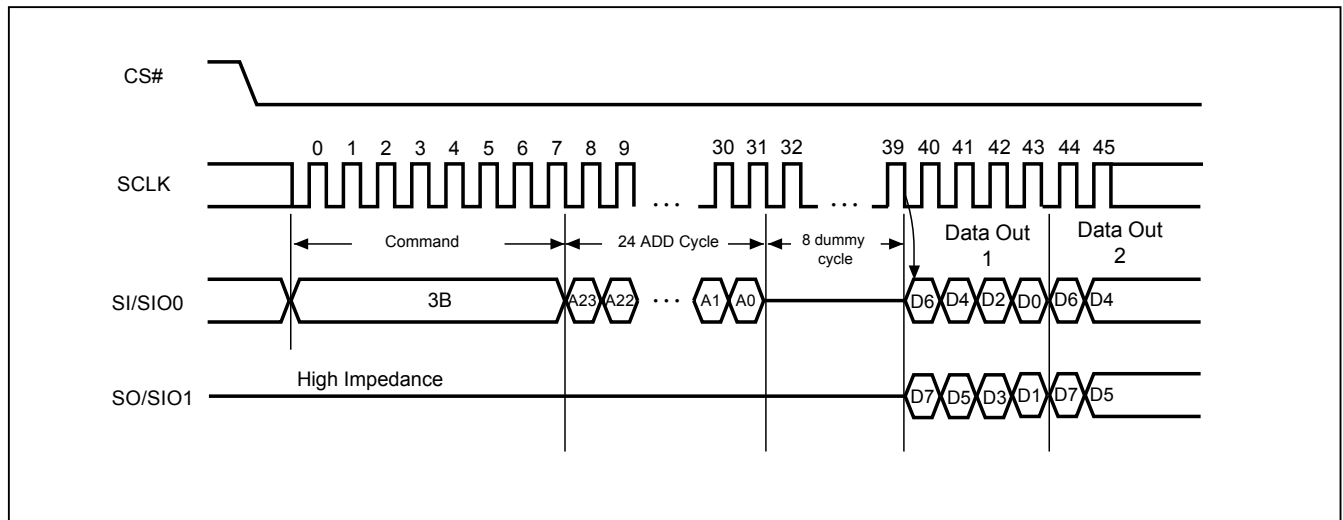 CS#
0 1 2 3 4 5 6 7 8 9 30 31 32 39 40 41 42 43 44 45
SCLK
... ...
Command 24 ADD Cycle 8 dummy cycle Data Out 1 Data Out 2
SI/SIO0 3B A23 A22 ... A1 A0 D6 D4 D2 D0 D6 D4
High Impedance
SO/SIO1 D7 D5 D3 D1 D7 D5